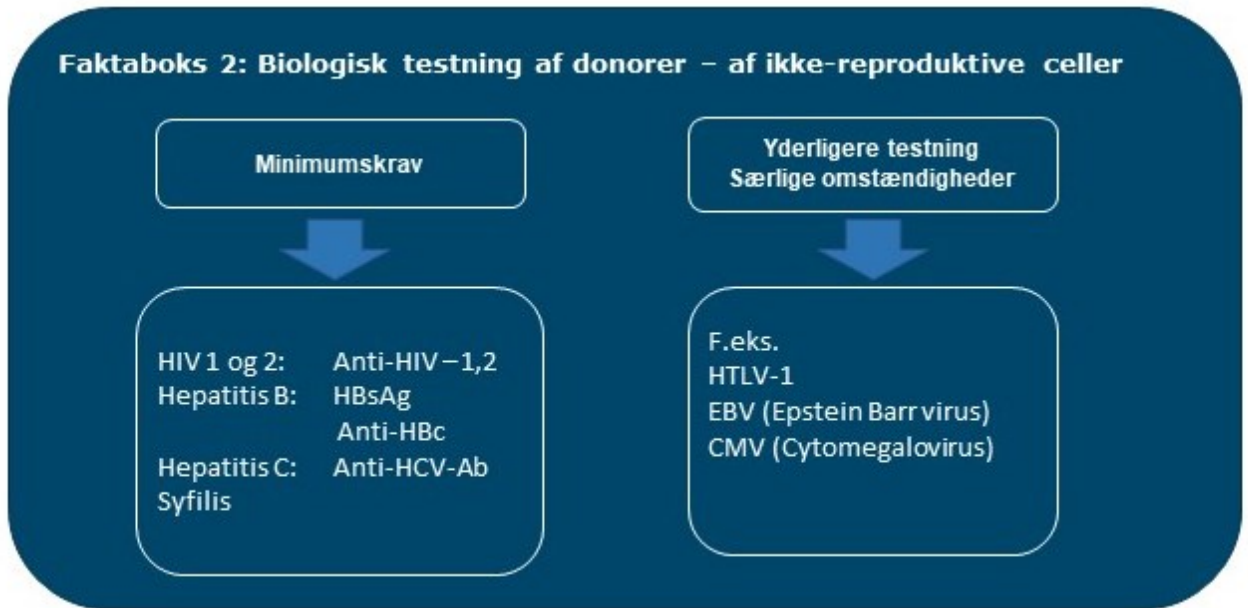 Faktaboks 2: Biologisk testning af donorer – af ikke-reproduktive celler
Minimumskrav
HIV 1 og 2: Anti-HIV –1,2
Hepatitis B: HBsAg
Anti-HBc
Hepatitis C: Anti-HCV-Ab
Syfilis
Yderligere testning
Særlige omstændigheder
F.eks.
HTLV-1
EBV (Epstein Barr virus)
CMV (Cytomegalovirus)